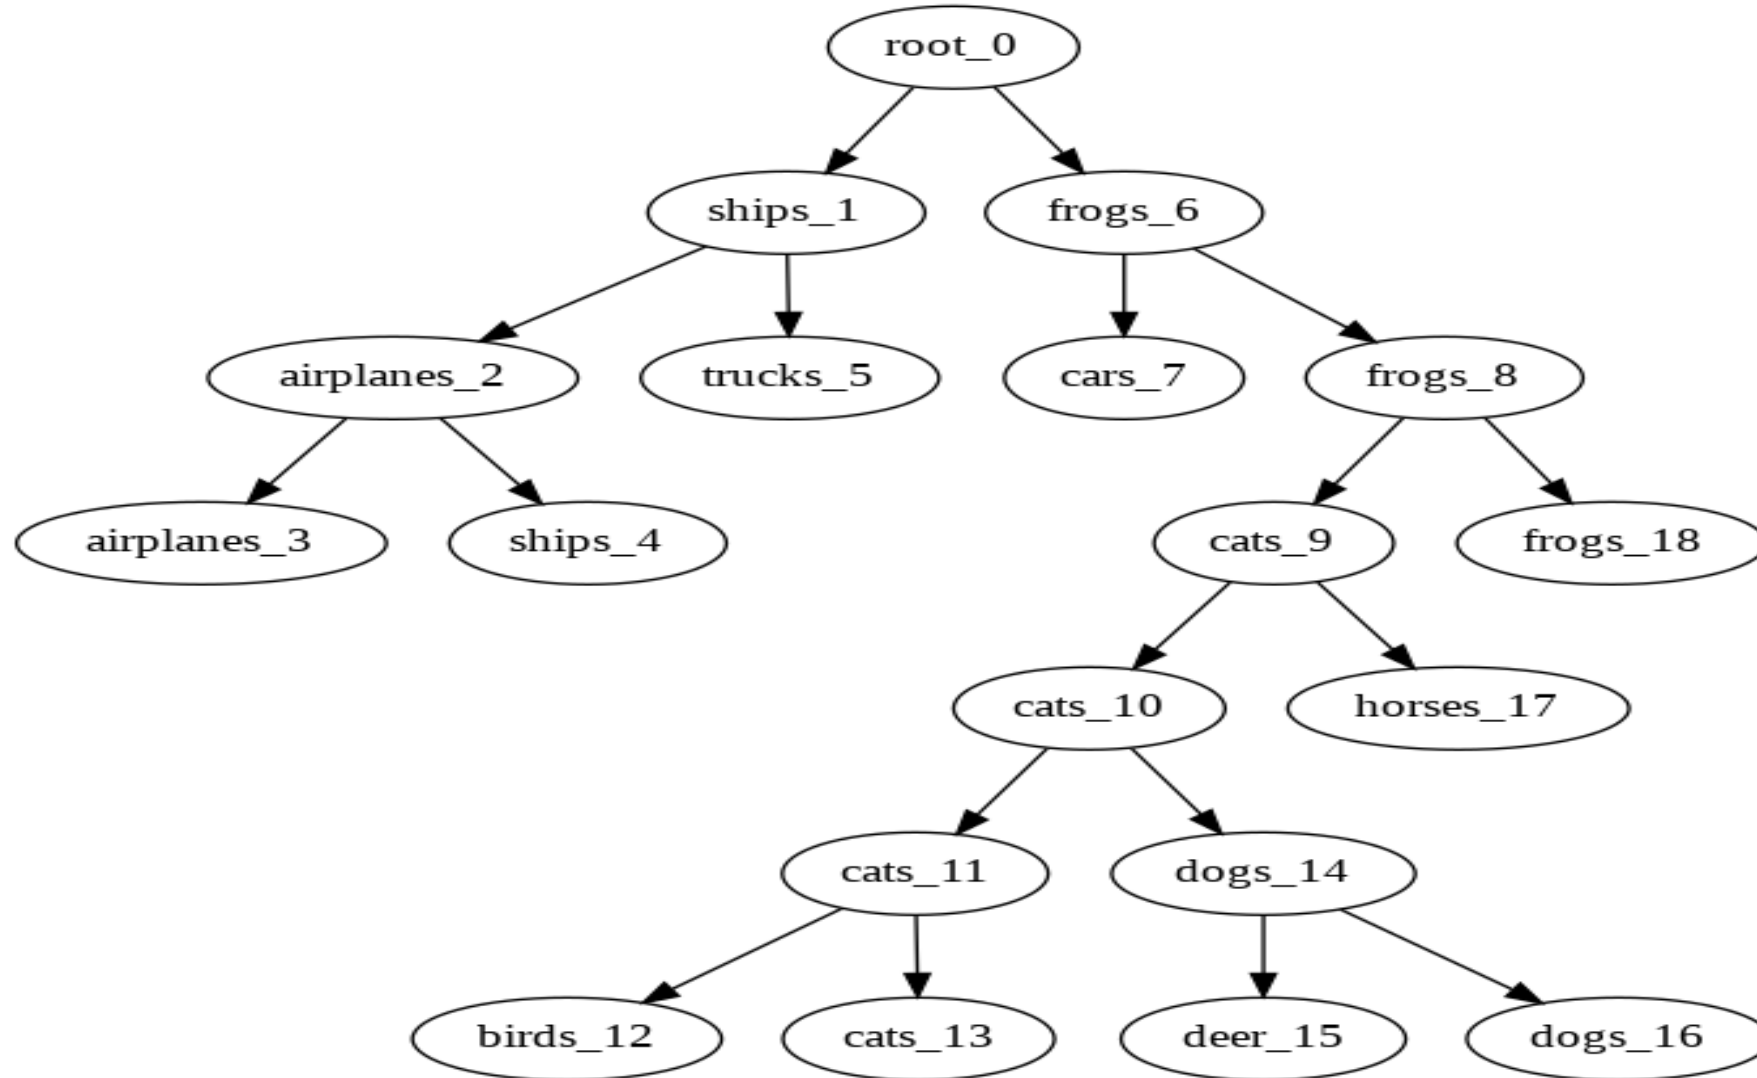 root_0
ships_1 frogs_6
airplanes_2 trucks_5 cars_7 frogs_8
airplanes_3 ships_4 cats_9 frogs_18
cats_10 horses_17
cats_11 dogs_14
birds_12 cats_13 deer_15 dogs_16